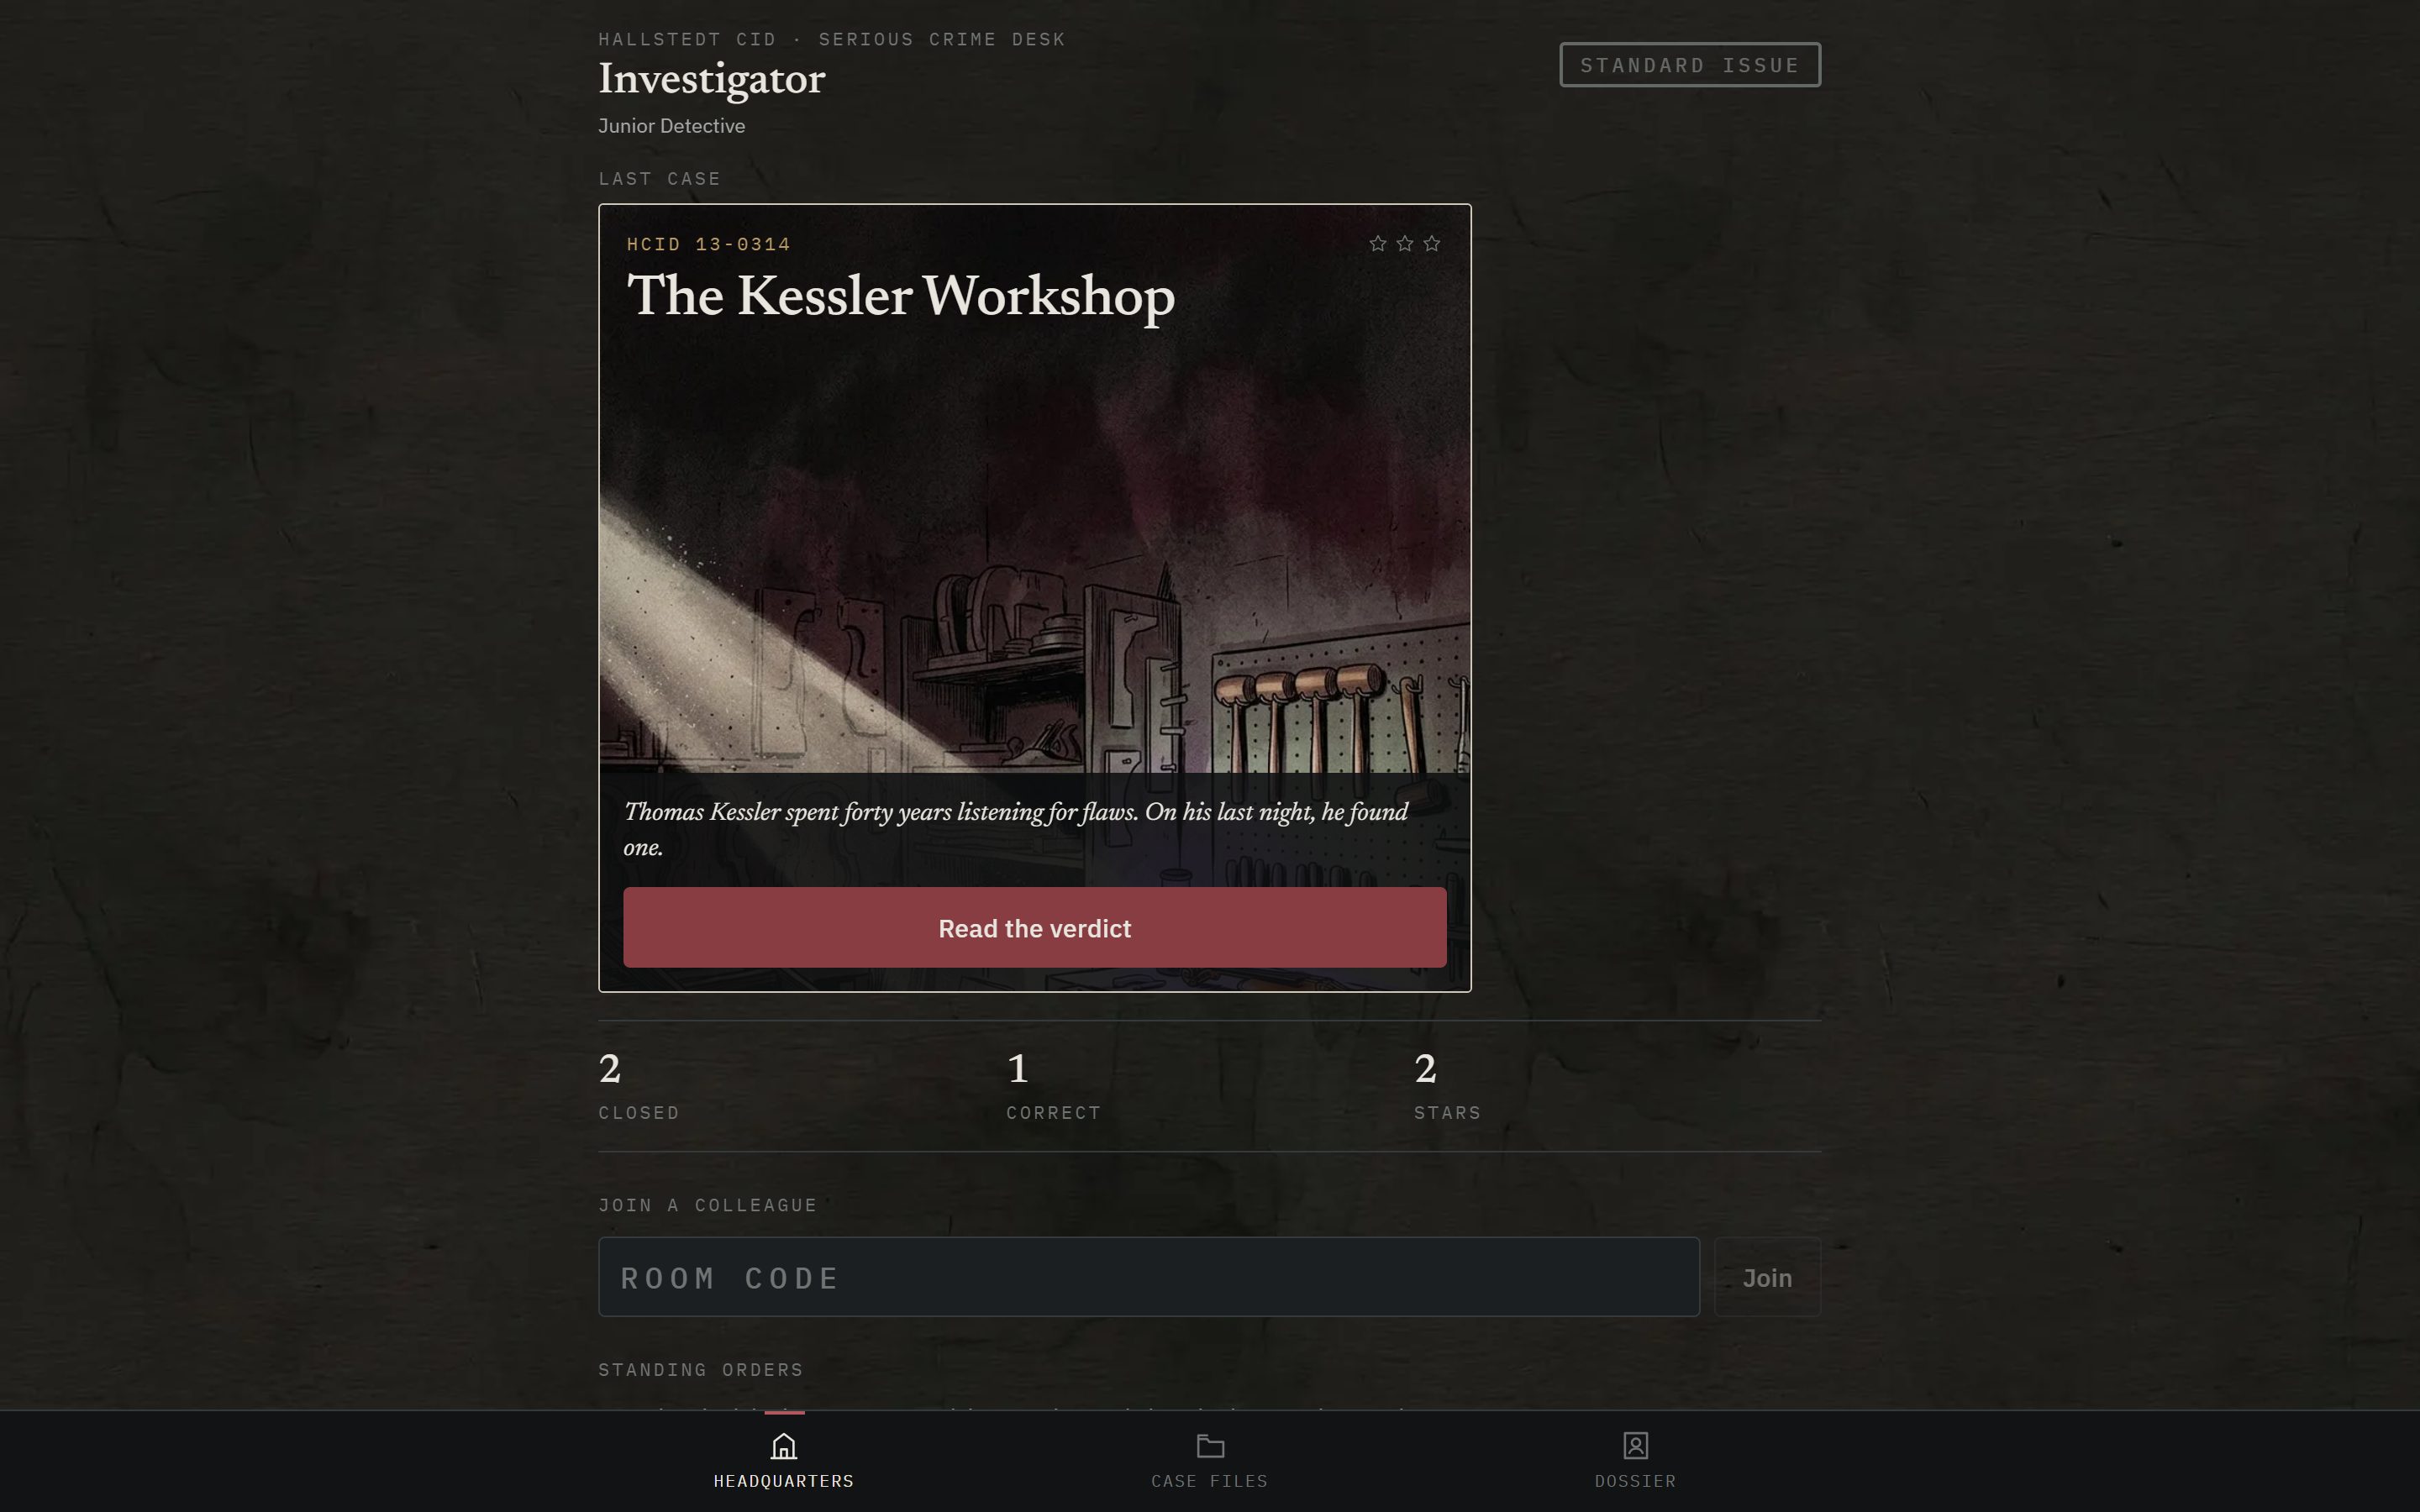 HALLSTEDT CID · SERIOUS CRIME DESK
Investigator
STANDARD ISSUE
Junior Detective
LAST CASE
HCID 13-0314
The Kessler Workshop
Thomas Kessler spent forty years listening for flaws. On his last night, he found
one.
Read the verdict
2
CLOSED
1
CORRECT
2
STARS
JOIN A COLLEAGUE
ROOM CODE
Join
STANDING ORDERS
HEADQUARTERS
CASE FILES
DOSSIER